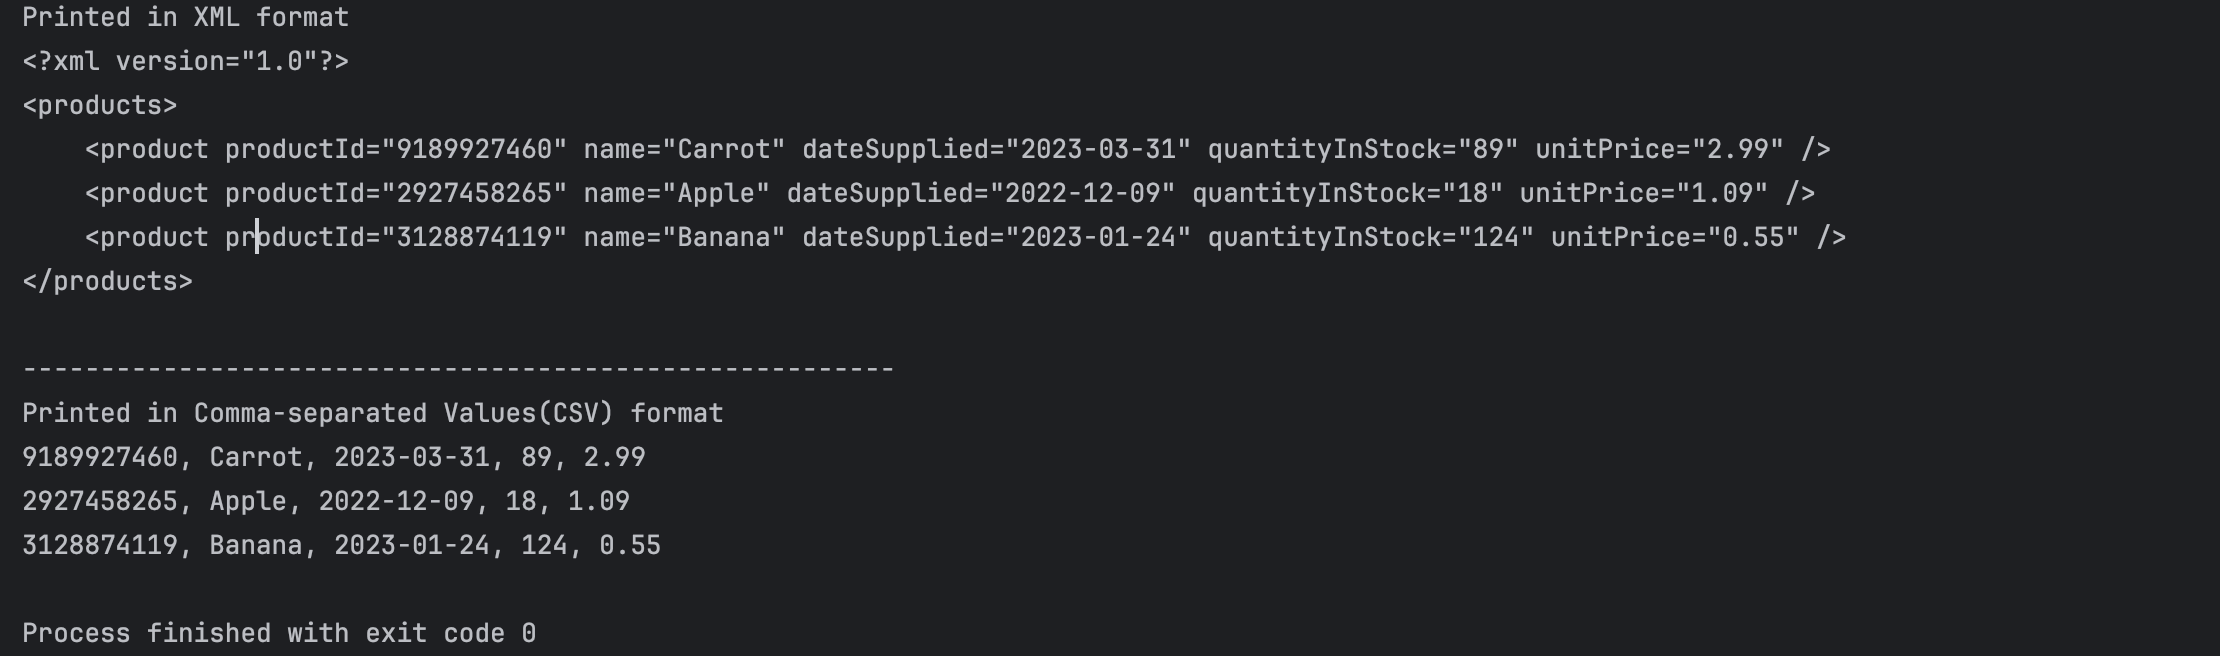 Printed in XML format
<?xml version="1.0"?>
<products>
    <product productId="9189927460" name="Carrot" dateSupplied="2023-03-31" quantityInStock="89" unitPrice="2.99" />
    <product productId="2927458265" name="Apple" dateSupplied="2022-12-09" quantityInStock="18" unitPrice="1.09" />
    <product productId="3128874119" name="Banana" dateSupplied="2023-01-24" quantityInStock="124" unitPrice="0.55" />
</products>
--------------------------------------------------------
Printed in Comma-separated Values(CSV) format
9189927460, Carrot, 2023-03-31, 89, 2.99
2927458265, Apple, 2022-12-09, 18, 1.09
3128874119, Banana, 2023-01-24, 124, 0.55
Process finished with exit code 0